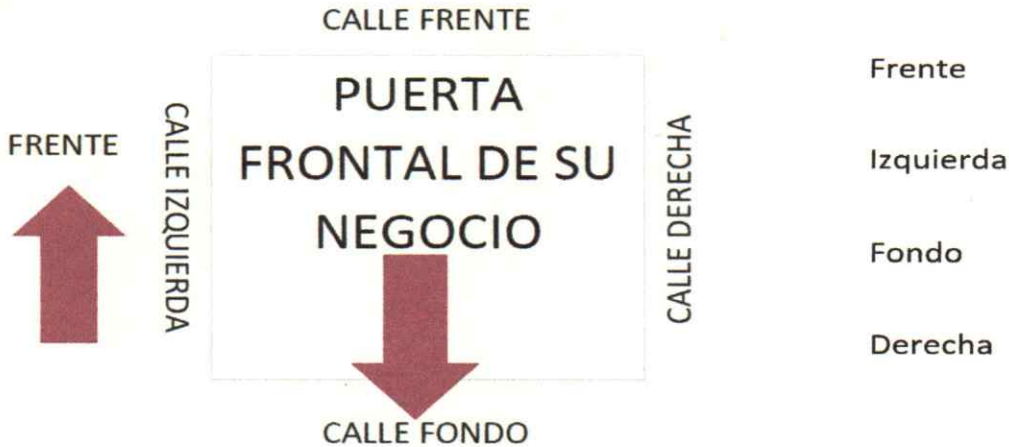 CALLE FRENTE
PUERTA
FRONTAL DE SU
NEGOCIO
FRENTE
CALLE IZQUIERDA
CALLE DERECHA
CALLE FONDO
Frente
Izquierda
Fondo
Derecha